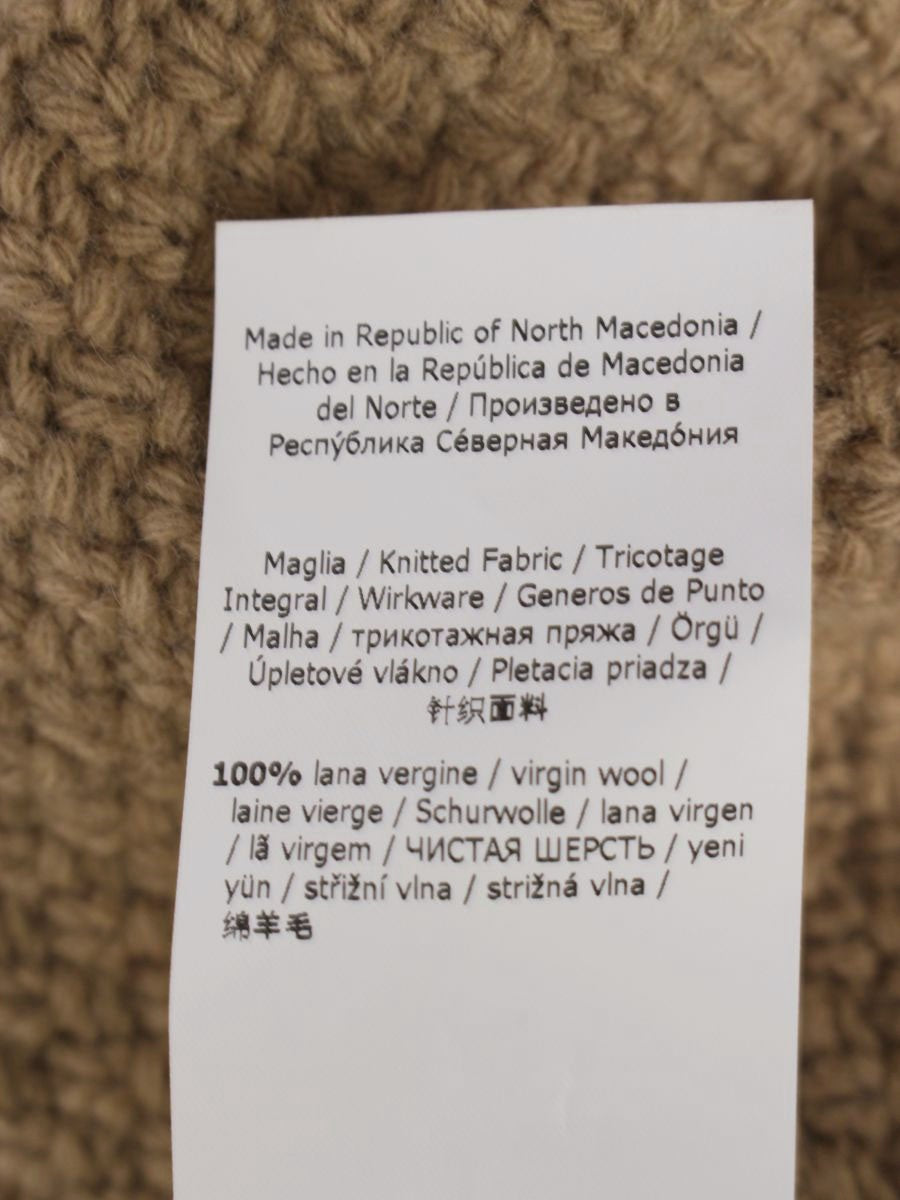 Made in Republic of North Macedonia /
Hecho en la República de Macedonia
del Norte / Произведено в
Респу́блика Се́верная Македо́ния
Maglia / Knitted Fabric / Tricotage
Integral / Wirkware / Generos de Punto
/ Malha / трикотажная пряжа / Örgü /
Úpletové vlákno / Pletacia priadza /
针织面料
100% lana vergine / virgin wool /
laine vierge / Schurwolle / lana virgen
/ lã virgem / ЧИСТАЯ ШЕРСТЬ / yeni
yün / střižní vlna / strižná vlna /
绵羊毛